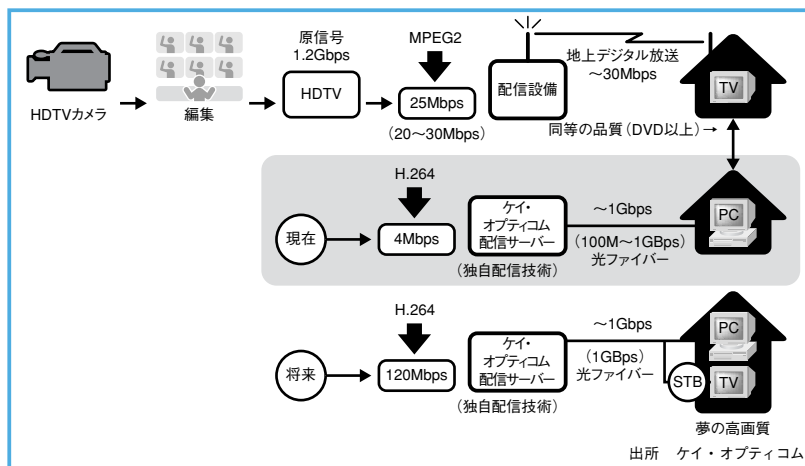 原信号
1.2Gbps
MPEG2
地上デジタル放送
～30Mbps
HDTV
25Mbps
配信設備
TV
HDTVカメラ
編集
（20～30Mbps）
同等の品質（DVD以上）→
H.264
現在
4Mbps
ケイ・
オプティコム
配信サーバー
～1Gbps
（100M～1GBps）
光ファイバー
PC
（独自配信技術）
H.264
将来
120Mbps
ケイ・
オプティコム
配信サーバー
～1Gbps
（1GBps）
光ファイバー
PC
STB
TV
（独自配信技術）
夢の高画質
出所　ケイ・オプティコム